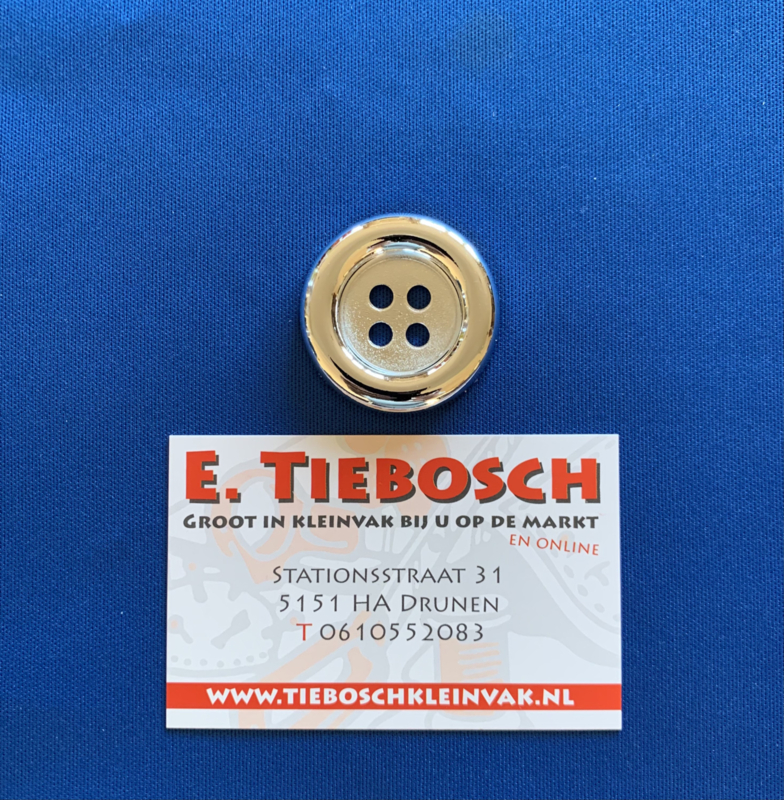 E. TIEBOSCH
GROOT IN KLEINVAK BIJ U OP DE MARKT
EN ONLINE
STATIONSSTRAAT 31
5151 HA DRUNEN
T 0610552083
WWW.TIEBOSCHKLEINVAK.NL